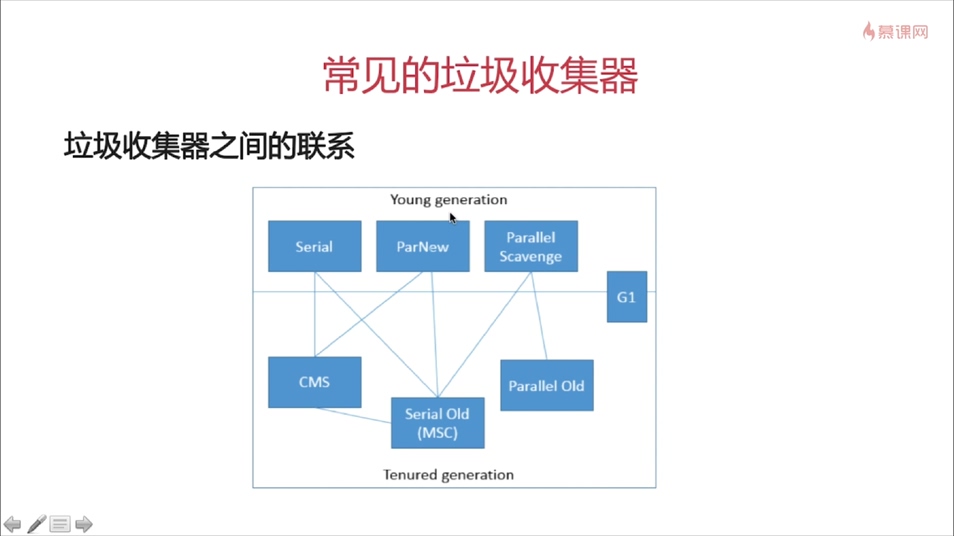 慕课网
常见的垃圾收集器
垃圾收集器之间的联系
Young generation
Serial
ParNew
Parallel
Scavenge
G1
CMS
Serial Old
(MSC)
Parallel Old
Tenured generation